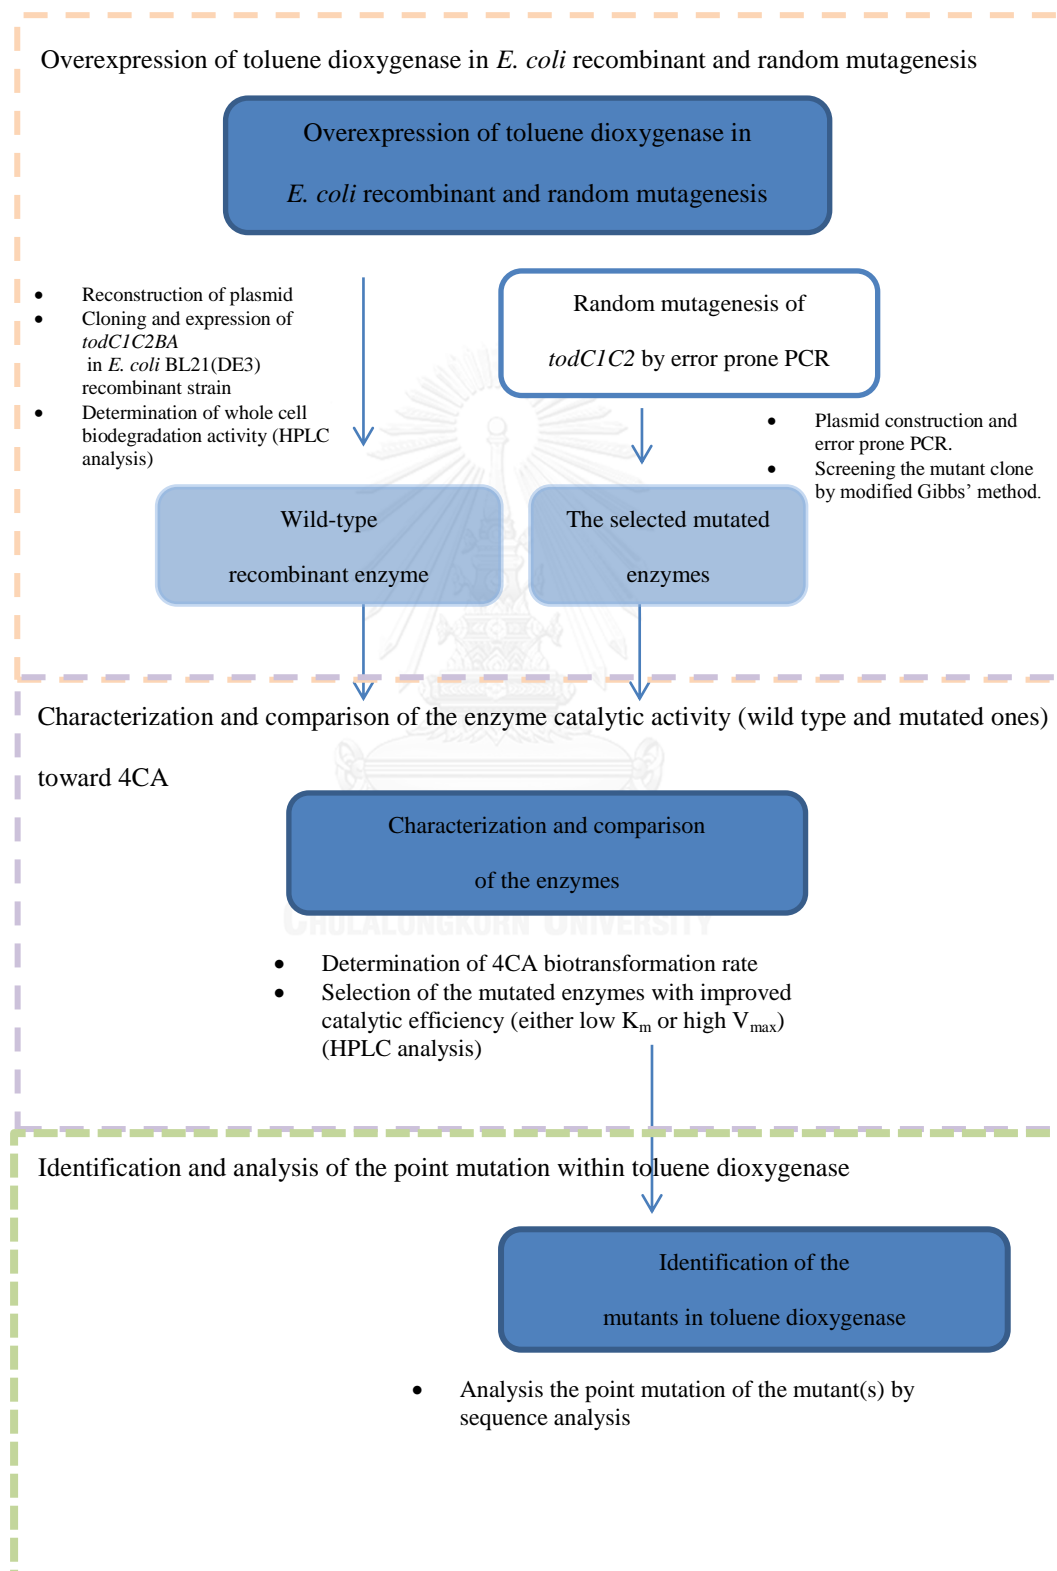 Overexpression of toluene dioxygenase in E. coli recombinant and random mutagenesis
Overexpression of toluene dioxygenase in
E. coli recombinant and random mutagenesis
• Reconstruction of plasmid
• Cloning and expression of
todC1C2BA
in E. coli BL21(DE3)
recombinant strain
• Determination of whole cell
biodegradation activity (HPLC
analysis)
Random mutagenesis of
todC1C2 by error prone PCR
• Plasmid construction and
error prone PCR.
• Screening the mutant clone
by modified Gibbs’ method.
Wild-type
recombinant enzyme
The selected mutated
enzymes
Characterization and comparison of the enzyme catalytic activity (wild type and mutated ones)
toward 4CA
Characterization and comparison
of the enzymes
CHULALONGKORN UNIVERSITY
• Determination of 4CA biotransformation rate
• Selection of the mutated enzymes with improved
catalytic efficiency (either low Km or high Vmax)
(HPLC analysis)
Identification and analysis of the point mutation within toluene dioxygenase
Identification of the
mutants in toluene dioxygenase
• Analysis the point mutation of the mutant(s) by
sequence analysis